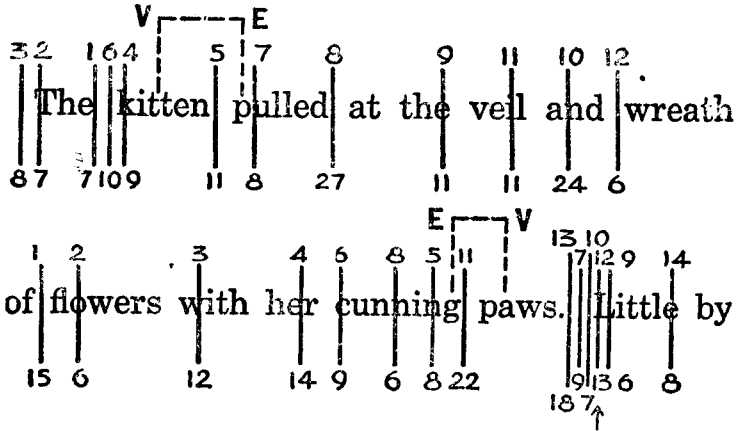 V E
3 2 1 6 4 5 7 8 9 11 10 12
The kitten pulled at the veil and wreath
8 7 7 10 9 11 8 27 11 11 24 6
E V
1 2 3 4 6 8 5 11 13 7 10 12 9 14
of flowers with her cunning paws. Little by
15 6 12 14 9 6 8 22 18 9 7 13 6 8